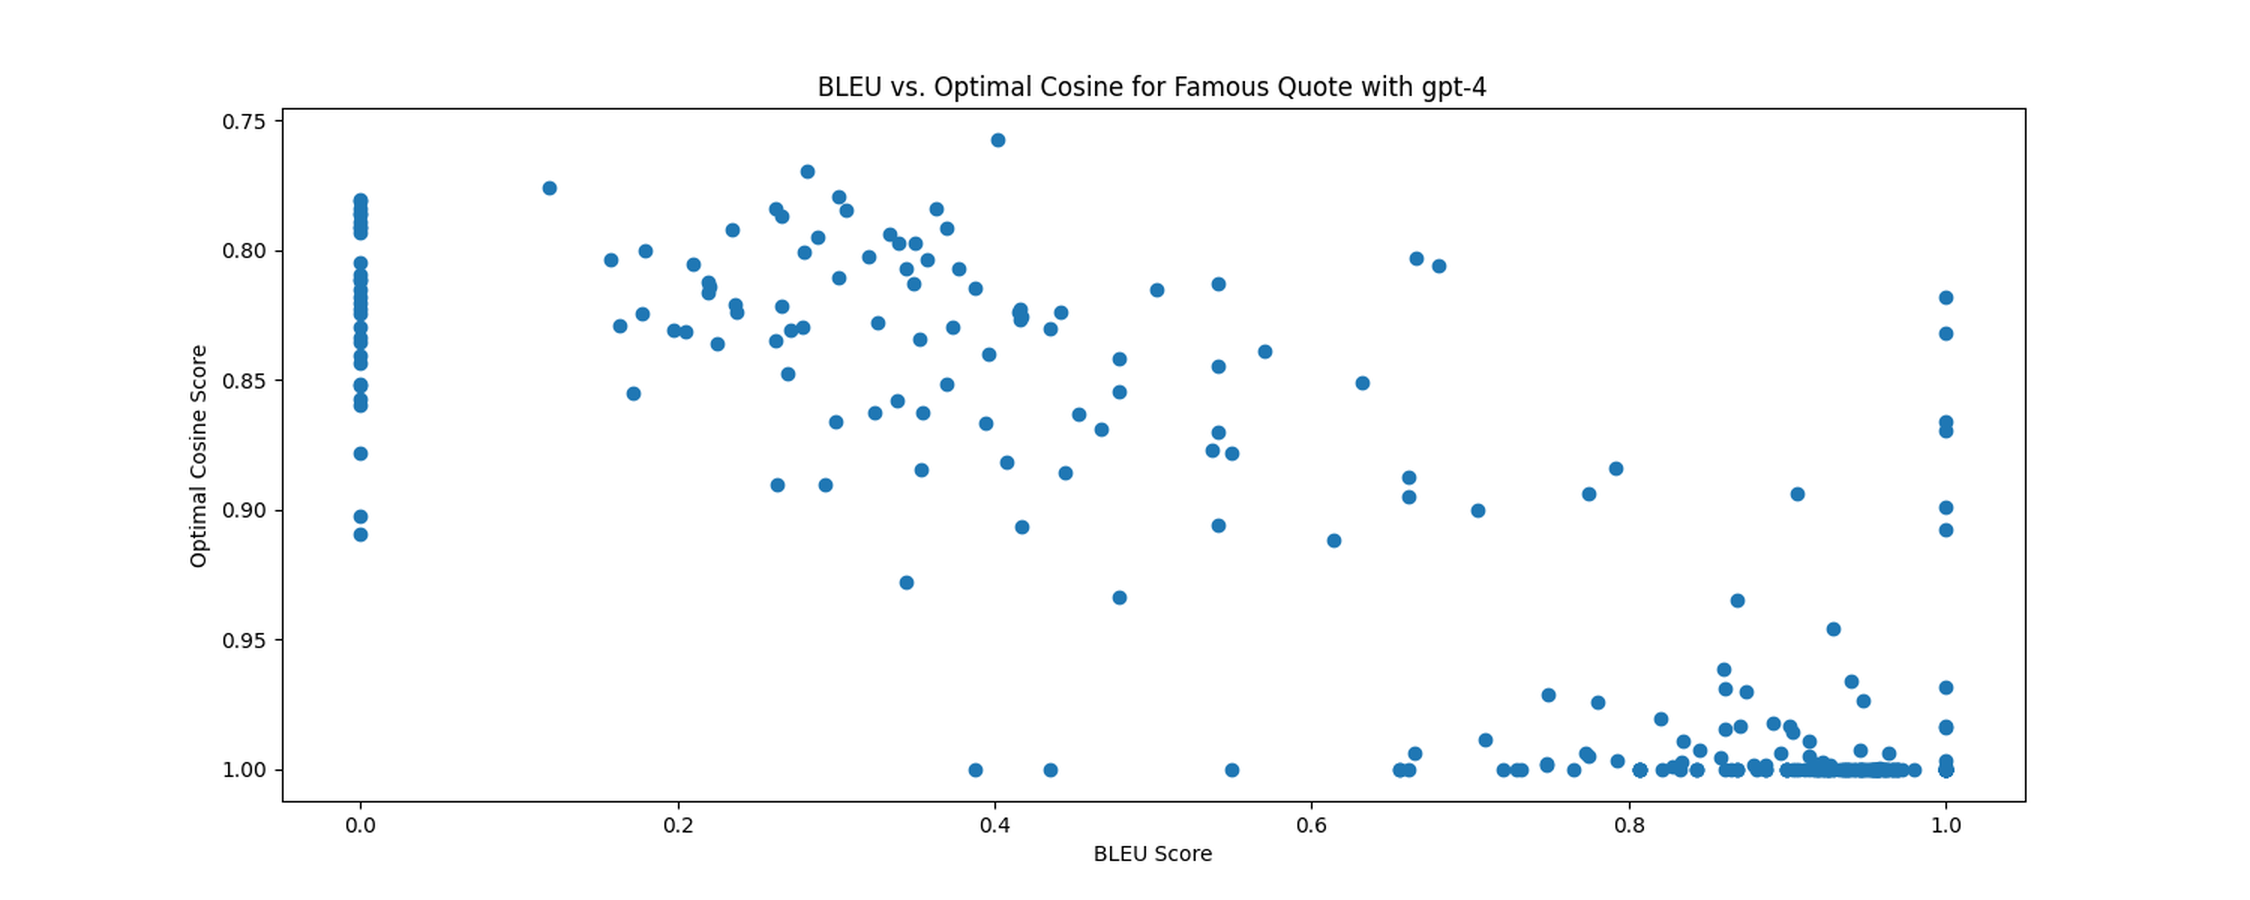 BLEU vs. Optimal Cosine for Famous Quote with gpt-4
0.75
0.80
0.85
0.90
0.95
1.00
Optimal Cosine Score
0.0 0.2 0.4 0.6 0.8 1.0
BLEU Score